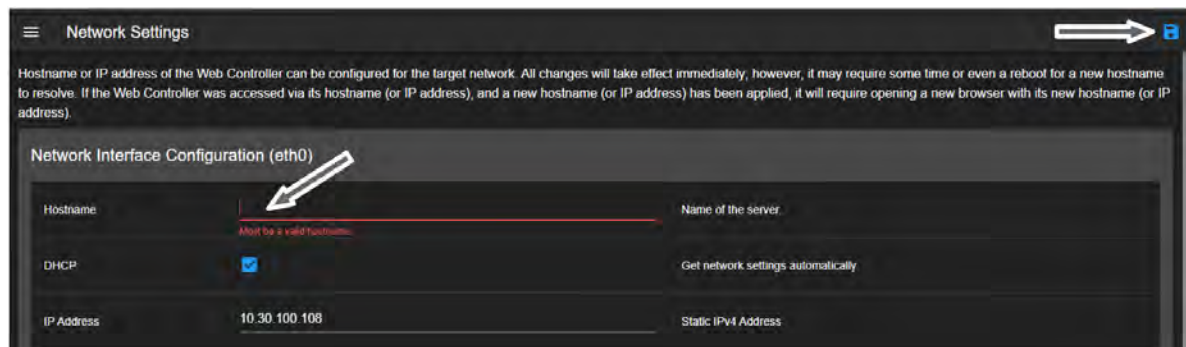 Network Settings
Hostname or IP address of the Web Controller can be configured for the target network. All changes will take effect immediately, however, it may require some time or even a reboot for a new hostname
to resolve. If the Web Controller was accessed via its hostname (or IP address), and a new hostname (or IP address) has been applied, it will require opening a new browser with its new hostname (or IP
address).
Network Interface Configuration (eth0)
Hostname
Name of the server.
Must be a valid hostname.
DHCP
Get network settings automatically
IP Address
10.30.100.108
Static IPv4 Address